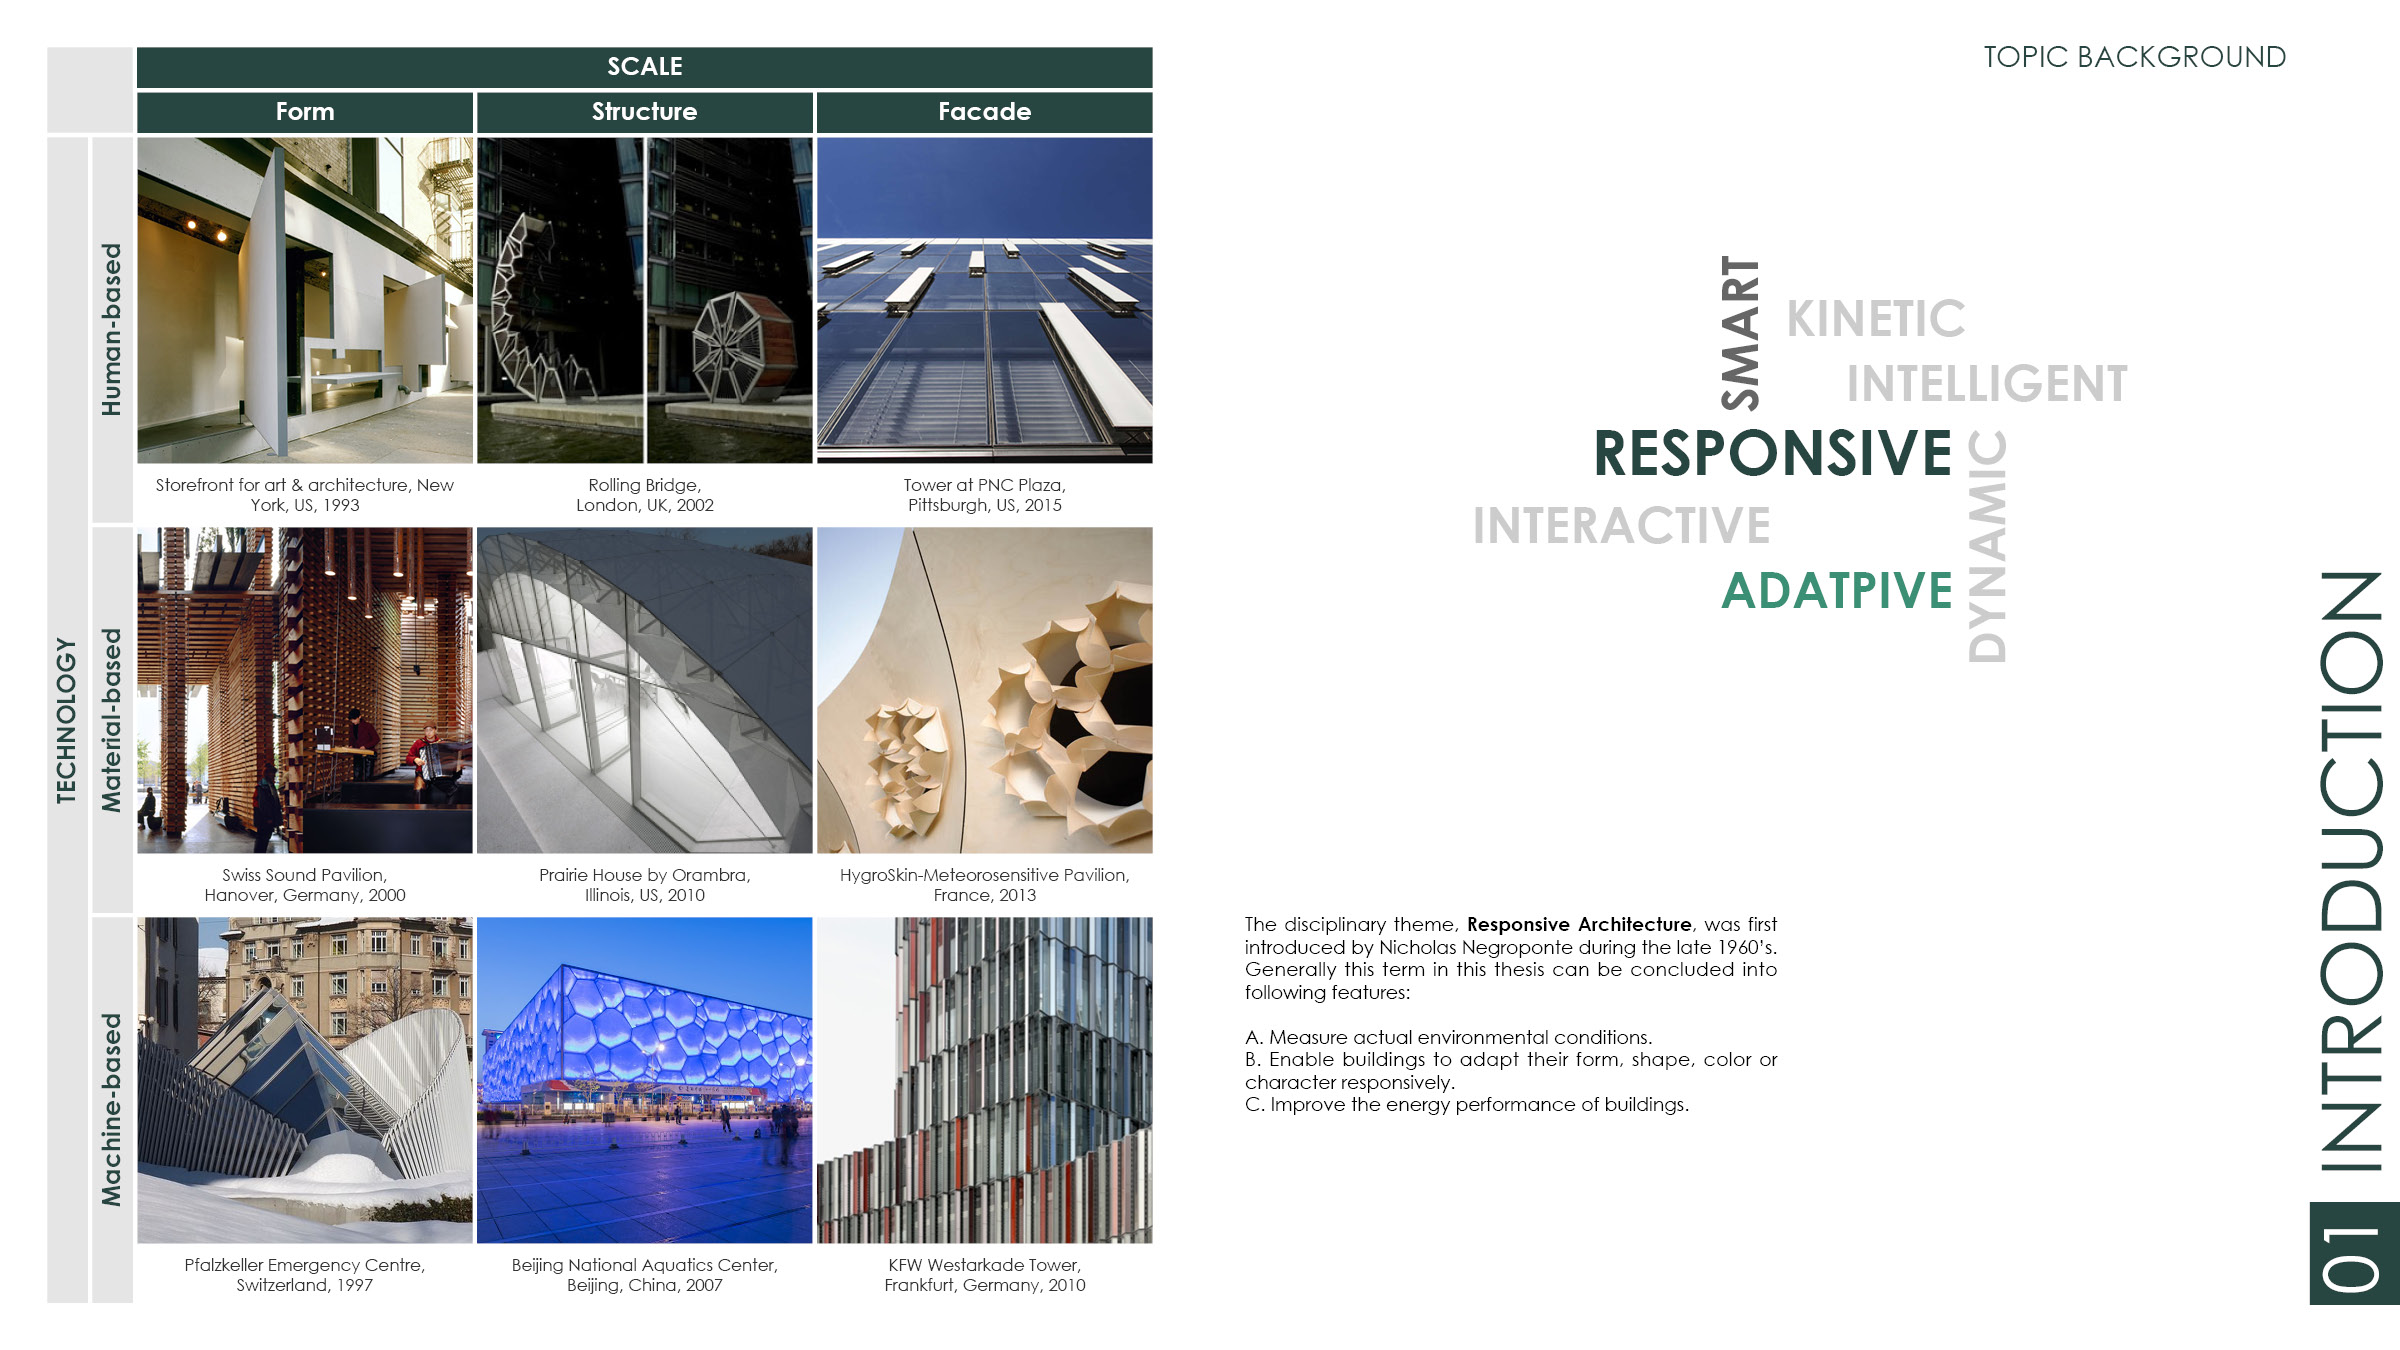 SCALE
Form
Structure
Facade
TECHNOLOGY
Human-based
Storefront for art & architecture, New
York, US, 1993
Rolling Bridge,
London, UK, 2002
Tower at PNC Plaza,
Pittsburgh, US, 2015
Material-based
Swiss Sound Pavilion,
Hanover, Germany, 2000
Prairie House by Orambra,
Illinois, US, 2010
HygroSkin-Meteorosensitive Pavilion,
France, 2013
Machine-based
Pfalzkeller Emergency Centre,
Switzerland, 1997
Beijing National Aquatics Center,
Beijing, China, 2007
KFW Westarkade Tower,
Frankfurt, Germany, 2010
TOPIC BACKGROUND
SMART
KINETIC
INTELLIGENT
RESPONSIVE
DYNAMIC
INTERACTIVE
ADATPIVE
The disciplinary theme, Responsive Architecture, was first
introduced by Nicholas Negroponte during the late 1960's.
Generally this term in this thesis can be concluded into
following features:
A. Measure actual environmental conditions.
B. Enable buildings to adapt their form, shape, color or
character responsively.
C. Improve the energy performance of buildings.
01 INTRODUCTION